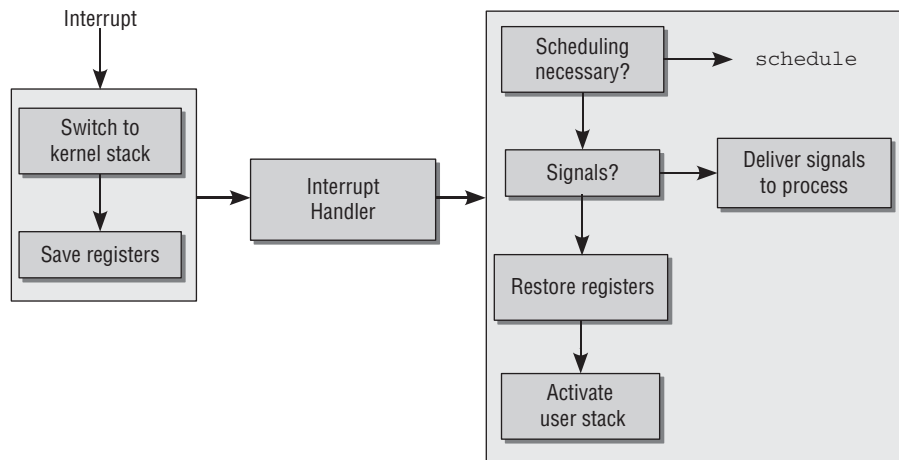 Interrupt
Switch to
kernel stack
Save registers
Interrupt
Handler
Scheduling
necessary?
schedule
Signals?
Deliver signals
to process
Restore registers
Activate
user stack